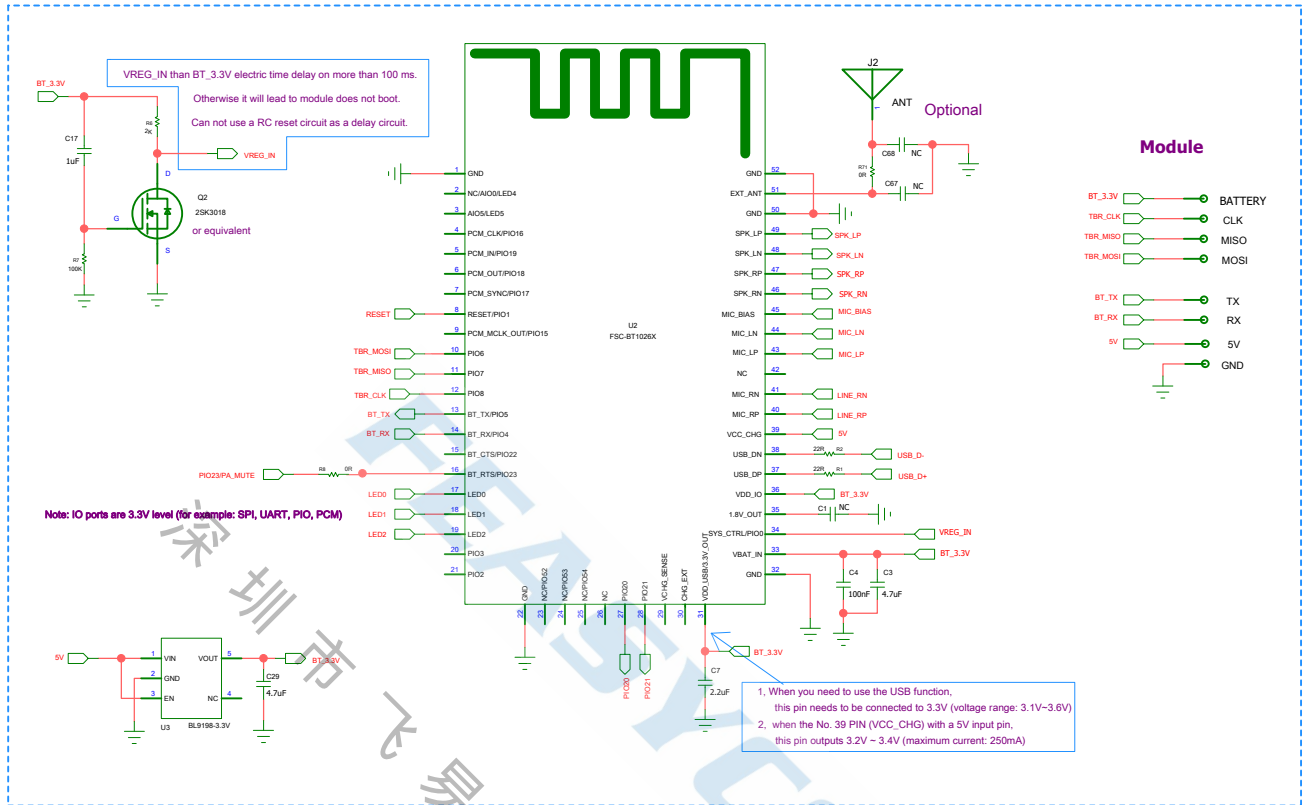 VREG_IN than BT_3.3V electric time delay on more than 100 ms.
Otherwise it will lead to module does not boot.
Can not use a RC reset circuit as a delay circuit.
BT_3.3V
R6
2K
C17
1uF
VREG_IN
D
G
S
Q2
2SK3018
or equivalent
R7
100K
J2
1
ANT
Optional
C68
NC
R71
0R
C67
NC
Module
BT_3.3V
BATTERY
TBR_CLK
CLK
TBR_MISO
MISO
TBR_MOSI
MOSI
BT_TX
TX
BT_RX
RX
5V
5V
GND
U2
FSC-BT1026X
1 GND
2 NC/AIO0/LED4
3 AIO5/LED5
4 PCM_CLK/PIO16
5 PCM_IN/PIO19
6 PCM_OUT/PIO18
7 PCM_SYNC/PIO17
RESET 8 RESET/PIO1
9 PCM_MCLK_OUT/PIO15
TBR_MOSI 10 PIO6
TBR_MISO 11 PIO7
TBR_CLK 12 PIO8
BT_TX 13 BT_TX/PIO5
BT_RX 14 BT_RX/PIO4
15 BT_CTS/PIO22
PIO23/PA_MUTE R8 0R 16 BT_RTS/PIO23
LED0 17 LED0
LED1 18 LED1
LED2 19 LED2
20 PIO3
21 PIO2
GND 52
EXT_ANT 51
GND 50
SPK_LP 49 SPK_LP
SPK_LN 48 SPK_LN
SPK_RP 47 SPK_RP
SPK_RN 46 SPK_RN
MIC_BIAS 45 MIC_BIAS
MIC_LN 44 MIC_LN
MIC_LP 43 MIC_LP
NC 42
MIC_RN 41 LINE_RN
MIC_RP 40 LINE_RP
VCC_CHG 39 5V
USB_DN 38 22R R2 USB_D-
USB_DP 37 22R R1 USB_D+
VDD_IO 36 BT_3.3V
1.8V_OUT 35 C1 NC
SYS_CTRL/PIO0 34 VREG_IN
VBAT_IN 33 BT_3.3V
GND 32
C4
100nF
C3
4.7uF
GND 22
NC/PIO52 23
NC/PIO53 24
NC/PIO54 25
NC 26
PIO20 27 PIO20
PIO21 28 PIO21
VCHG_SENSE 29
CHG_EXT 30
VDD_USB/3.3V_OUT 31
BT_3.3V
C7
2.2uF
Note: IO ports are 3.3V level (for example: SPI, UART, PIO, PCM)
5V
1 VIN
2 GND
3 EN
VOUT 5
NC 4
U3
BL9198-3.3V
BT_3.3V
C29
4.7uF
1, When you need to use the USB function,
this pin needs to be connected to 3.3V (voltage range: 3.1V~3.6V)
2, when the No. 39 PIN (VCC_CHG) with a 5V input pin,
this pin outputs 3.2V ~ 3.4V (maximum current: 250mA)
深圳市飞易
FEASYC